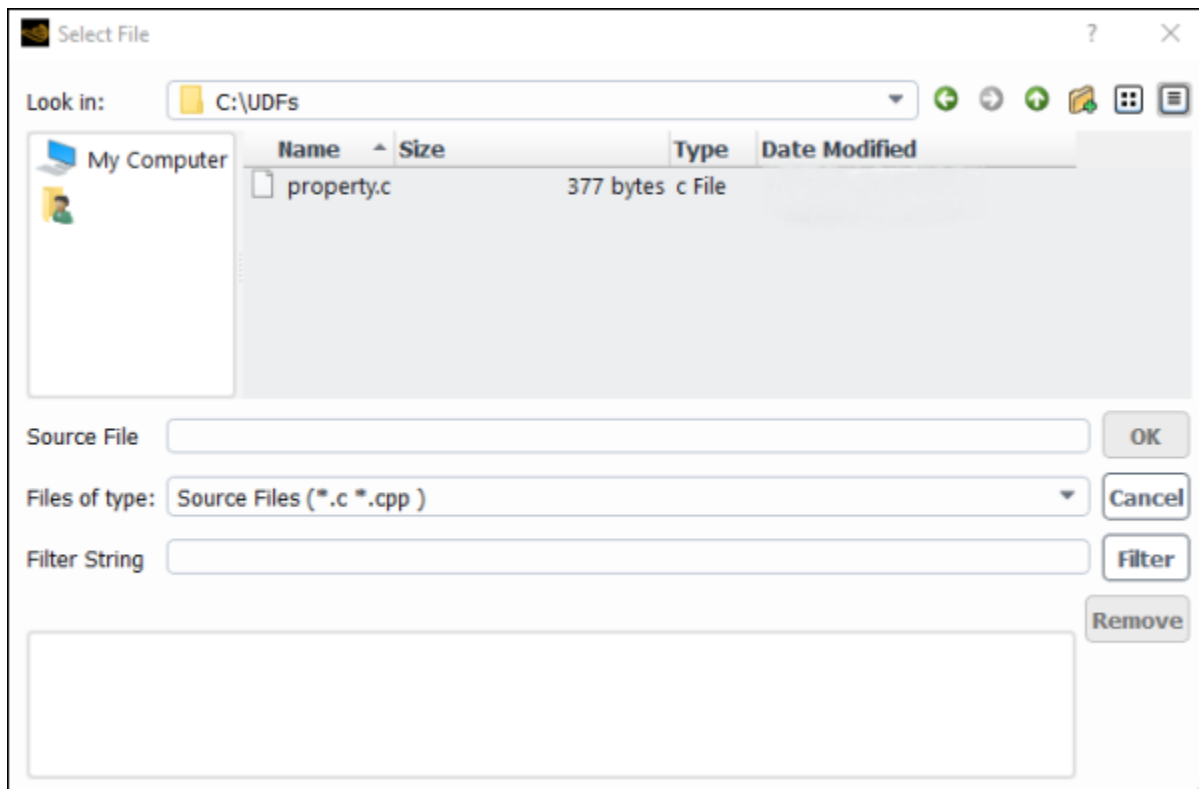 Select File
?
Look in:
C:\UDFs
My Computer
Name
Size
Type
Date Modified
property.c
377 bytes
c File
Source File
OK
Files of type:
Source Files (*.c *.cpp )
Cancel
Filter String
Filter
Remove